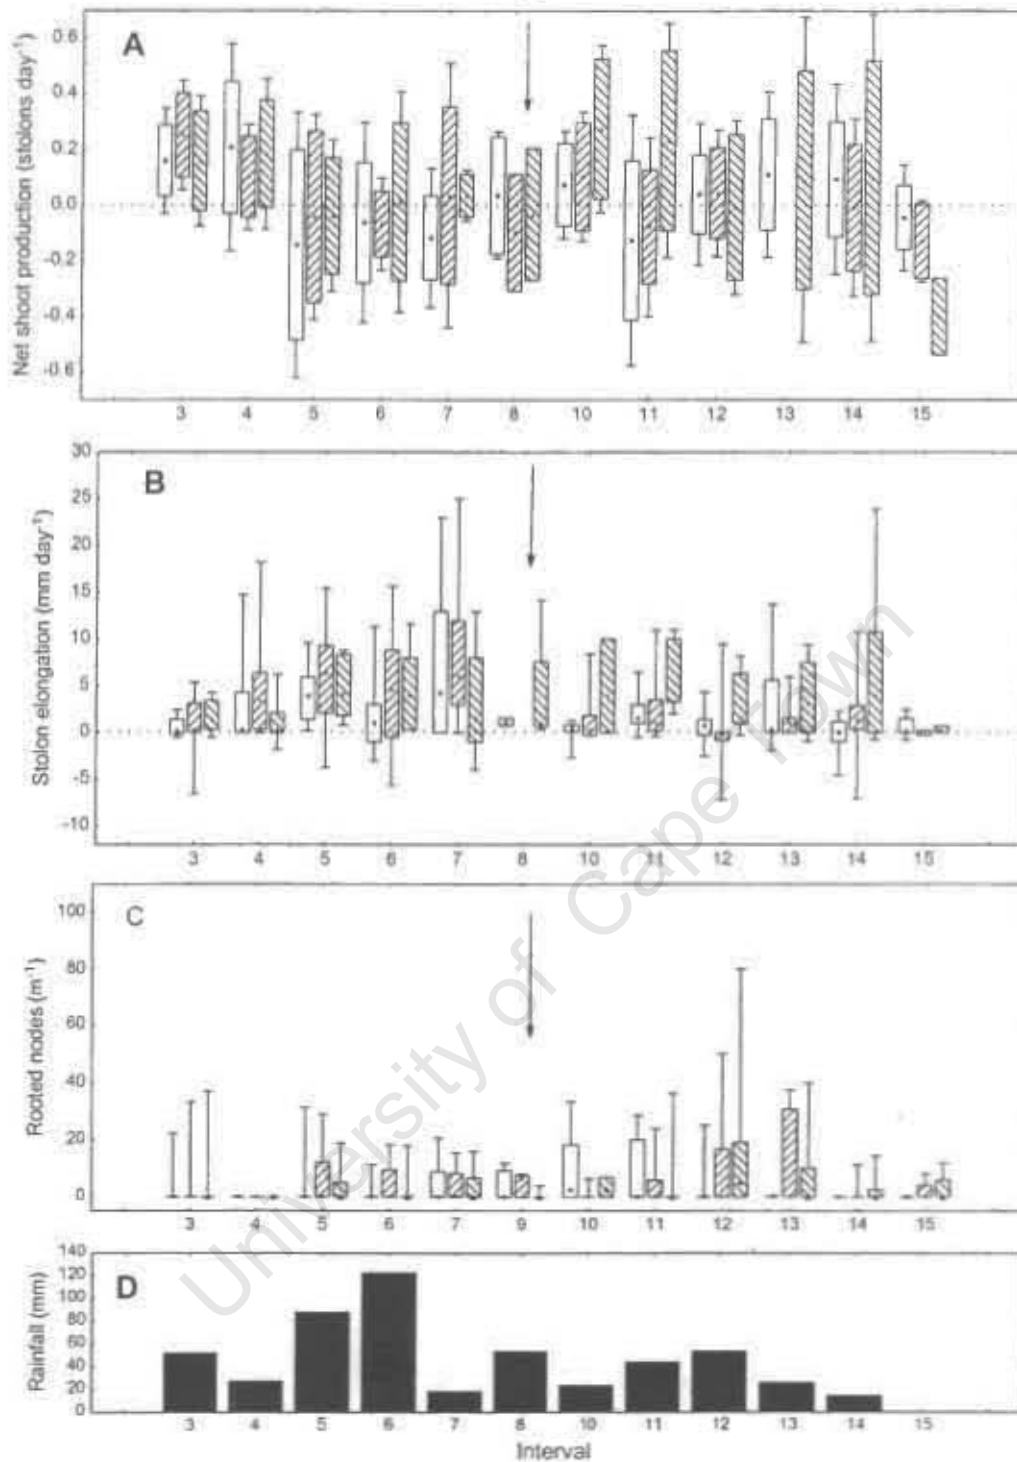 A
Net shoot production (stolons day-1)
0.6
0.4
0.2
0.0
-0.2
-0.4
-0.6
3 4 5 6 7 8 10 11 12 13 14 15
B
Stolon elongation (mm day-1)
30
25
20
15
10
5
0
-5
-10
3 4 5 6 7 8 10 11 12 13 14 15
C
Rooted nodes (m-1)
100
80
60
40
20
0
3 4 5 6 7 9 10 11 12 13 14 15
D
Rainfall (mm)
140
120
100
80
60
40
20
0
3 4 5 6 7 8 10 11 12 13 14 15
Interval
University of Cape Town